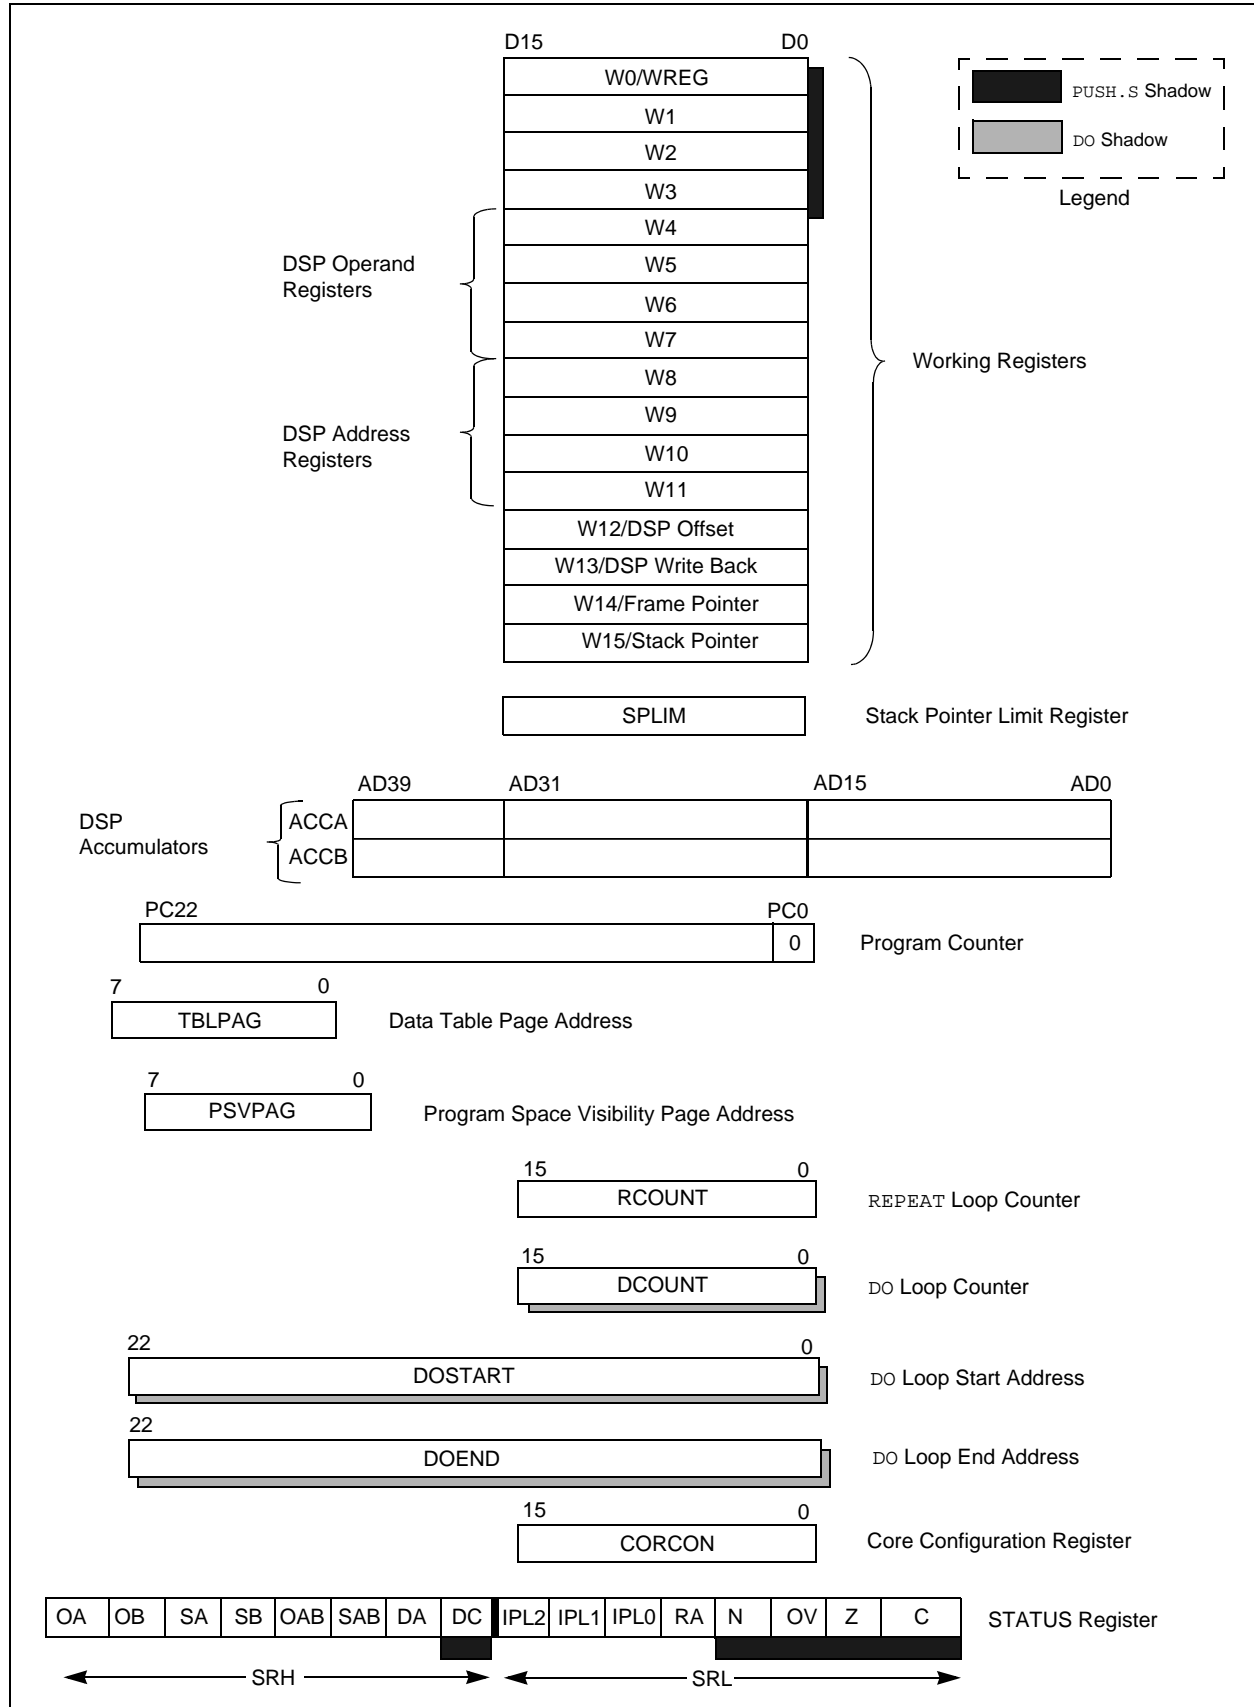 D15 D0
W0/WREG
W1
W2
W3
W4
W5
W6
W7
W8
W9
W10
W11
W12/DSP Offset
W13/DSP Write Back
W14/Frame Pointer
W15/Stack Pointer
PUSH.S Shadow
DO Shadow
Legend
DSP Operand
Registers
DSP Address
Registers
Working Registers
SPLIM Stack Pointer Limit Register
AD39 AD31 AD15 AD0
DSP
Accumulators
ACCA
ACCB
PC22 PC0
0 Program Counter
7 0
TBLPAG Data Table Page Address
7 0
PSVPAG Program Space Visibility Page Address
15 0
RCOUNT REPEAT Loop Counter
15 0
DCOUNT DO Loop Counter
22 0
DOSTART DO Loop Start Address
22
DOEND DO Loop End Address
15 0
CORCON Core Configuration Register
OA OB SA SB OAB SAB DA DC IPL2 IPL1 IPL0 RA N OV Z C STATUS Register
SRH SRL